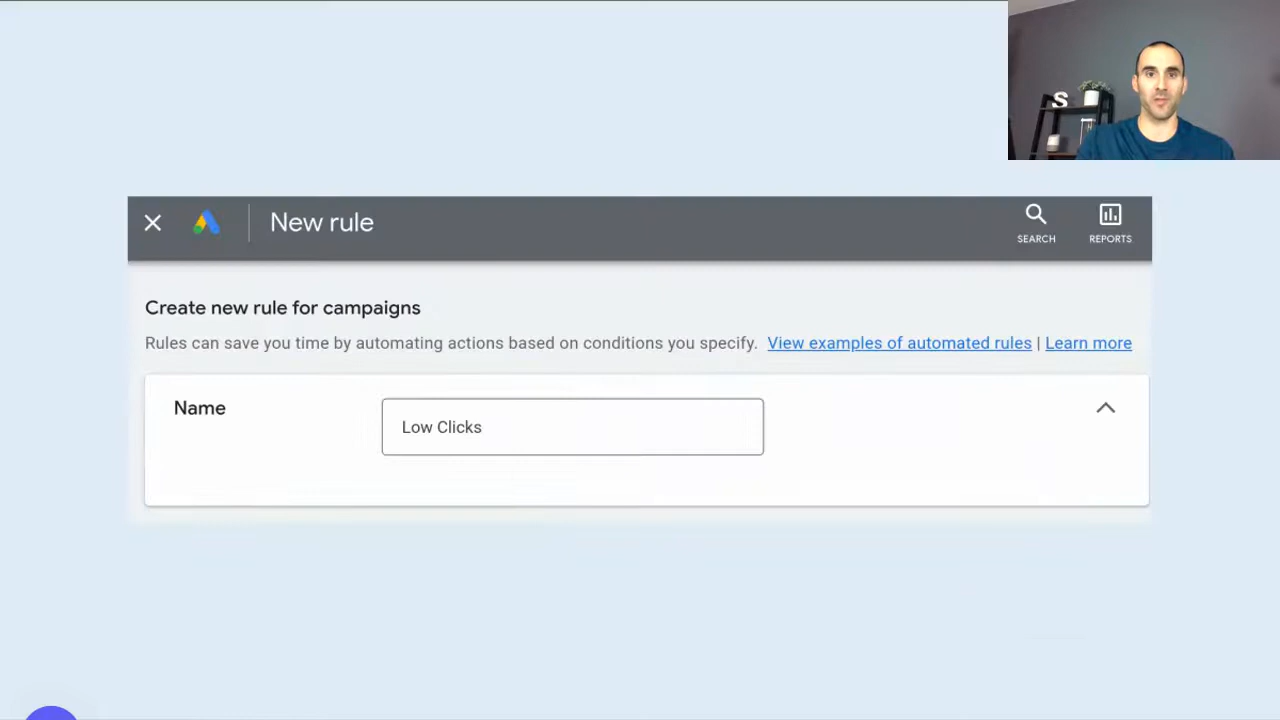 New rule
SEARCH
REPORTS
Create new rule for campaigns
Rules can save you time by automating actions based on conditions you specify. View examples of automated rules | Learn more
Name
Low Clicks
S